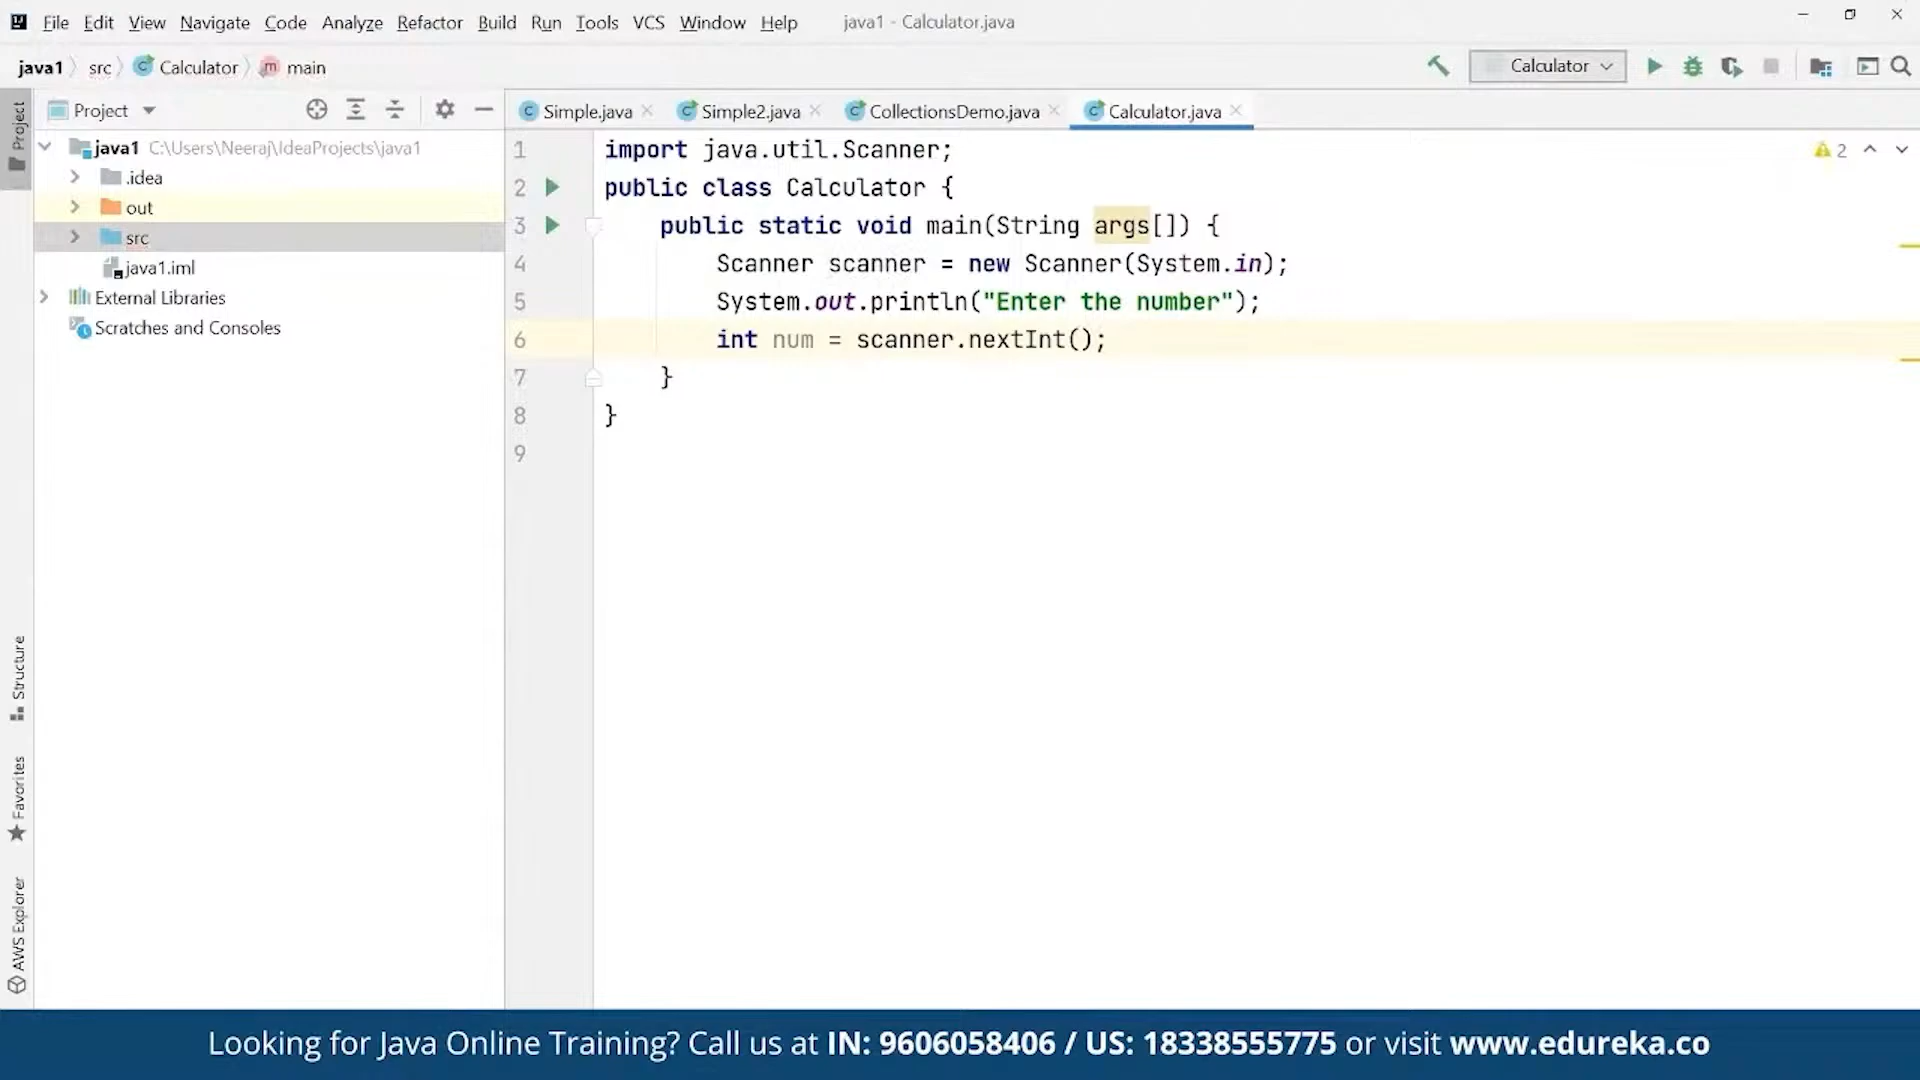 File Edit View Navigate Code Analyze Refactor Build Run Tools VCS Window Help java1 - Calculator.java
java1 src Calculator main
Calculator
Project
Simple.java Simple2.java CollectionsDemo.java Calculator.java
Project
java1 C:\Users\Neeraj\IdeaProjects\java1
.idea
out
src
java1.iml
External Libraries
Scratches and Consoles
1 import java.util.Scanner;
2 public class Calculator {
3 public static void main(String args[]) {
4 Scanner scanner = new Scanner(System.in);
5 System.out.println("Enter the number");
6 int num = scanner.nextInt();
7 }
8 }
9
2
Structure
Favorites
AWS Explorer
Looking for Java Online Training? Call us at IN: 9606058406 / US: 18338555775 or visit www.edureka.co